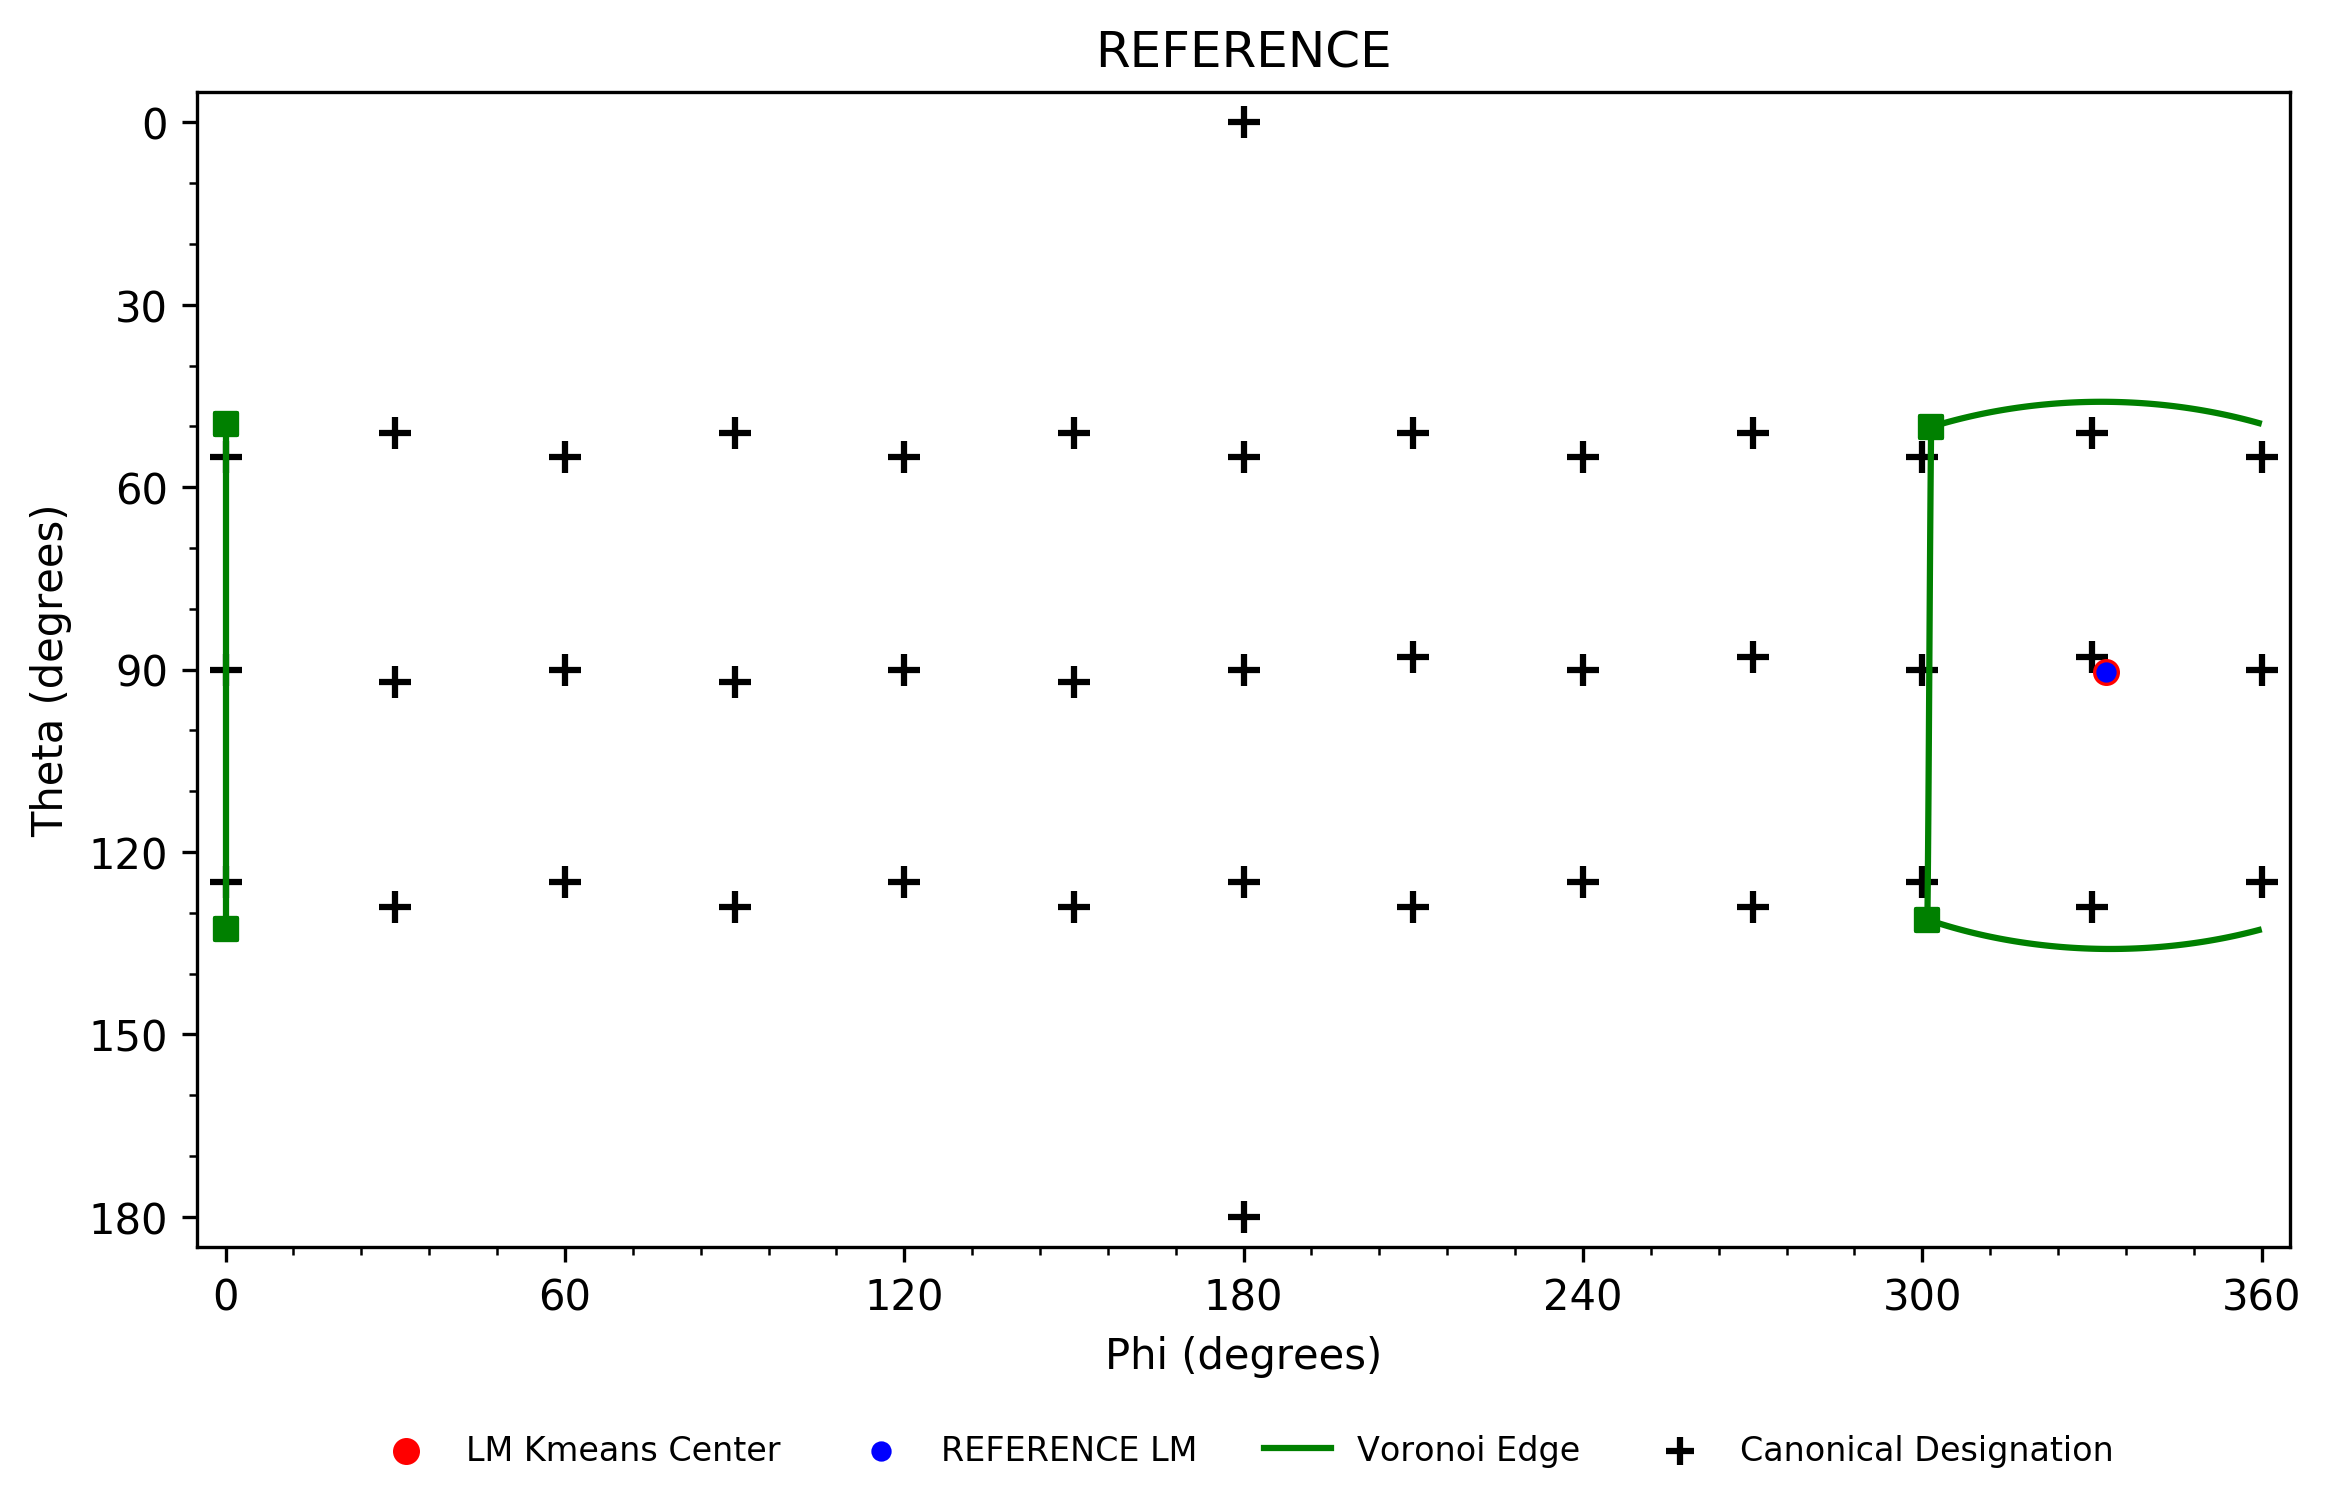 REFERENCE
0
30
60
90
120
150
180
Theta (degrees)
0 60 120 180 240 300 360
Phi (degrees)
LM Kmeans Center REFERENCE LM Voronoi Edge Canonical Designation